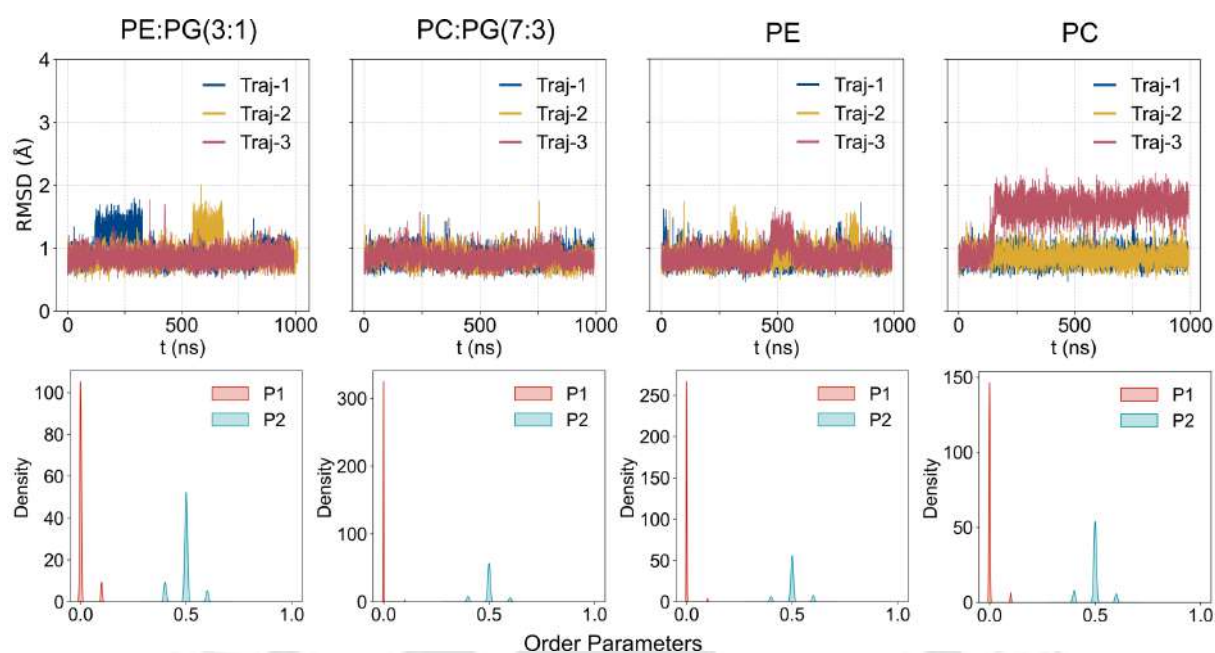 PE:PG(3:1)
PC:PG(7:3)
PE
PC
RMSD (Å)
4
3
2
1
0
Traj-1
Traj-2
Traj-3
0
500
1000
t (ns)
Traj-1
Traj-2
Traj-3
0
500
1000
t (ns)
Traj-1
Traj-2
Traj-3
0
500
1000
t (ns)
Traj-1
Traj-2
Traj-3
0
500
1000
t (ns)
Density
100
80
60
40
20
0
P1
P2
0.0
0.5
1.0
Density
300
200
100
0
P1
P2
0.0
0.5
1.0
Density
250
200
150
100
50
0
P1
P2
0.0
0.5
1.0
Density
150
100
50
0
P1
P2
0.0
0.5
1.0
Order Parameters